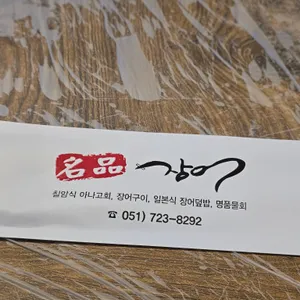 名品 장어
칠암식 아나고회, 장어구이, 일본식 장어덮밥, 명품물회
☎ 051) 723-8292